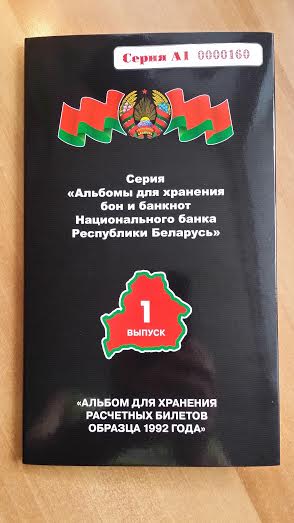 Серия А1 0000160
Серия
«Альбомы для хранения
бон и банкнот
Национального банка
Республики Беларусь»
1
ВЫПУСК
«АЛЬБОМ ДЛЯ ХРАНЕНИЯ
РАСЧЕТНЫХ БИЛЕТОВ
ОБРАЗЦА 1992 ГОДА»